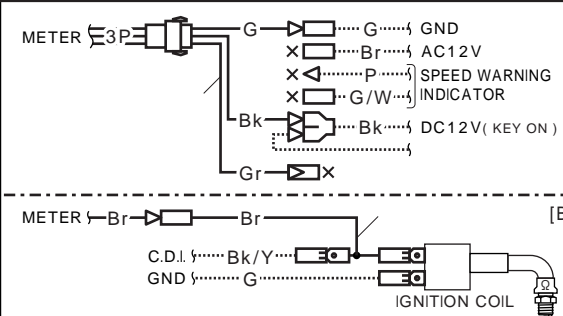 METER 3P G G GND
× Br AC12V
× P SPEED WARNING
× G/W INDICATOR
Bk Bk DC12V( KEY ON )
Gr ×
METER Br Br [E
C.D.I. Bk/Y
GND G
Ω
IGNITION COIL